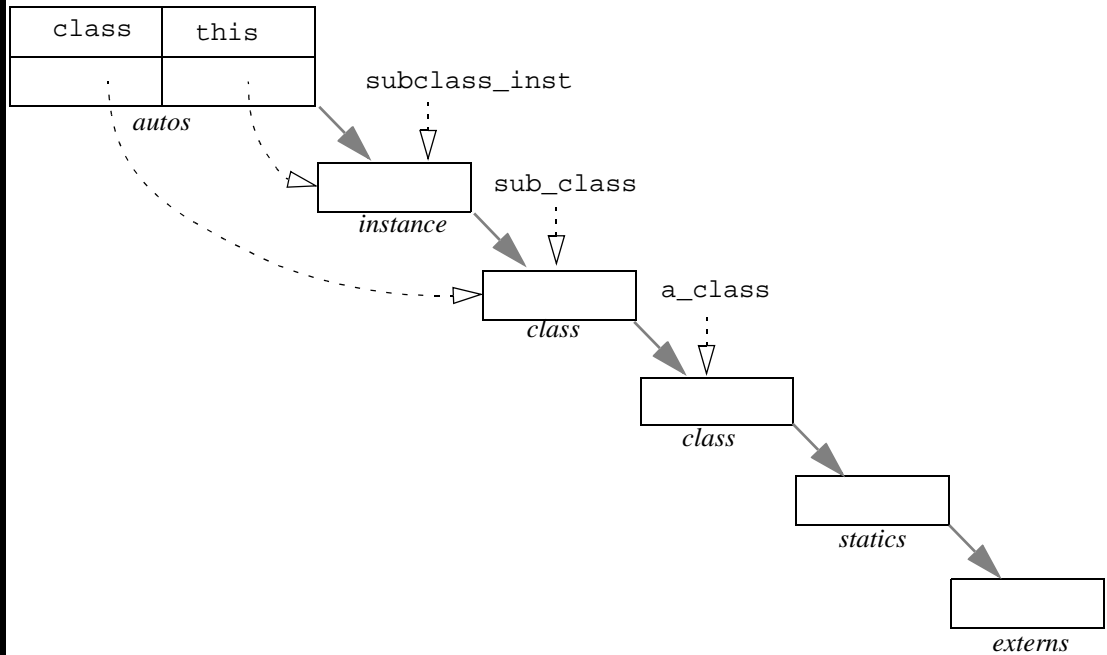 class this
autos
subclass_inst
instance
sub_class
class
a_class
class
statics
externs